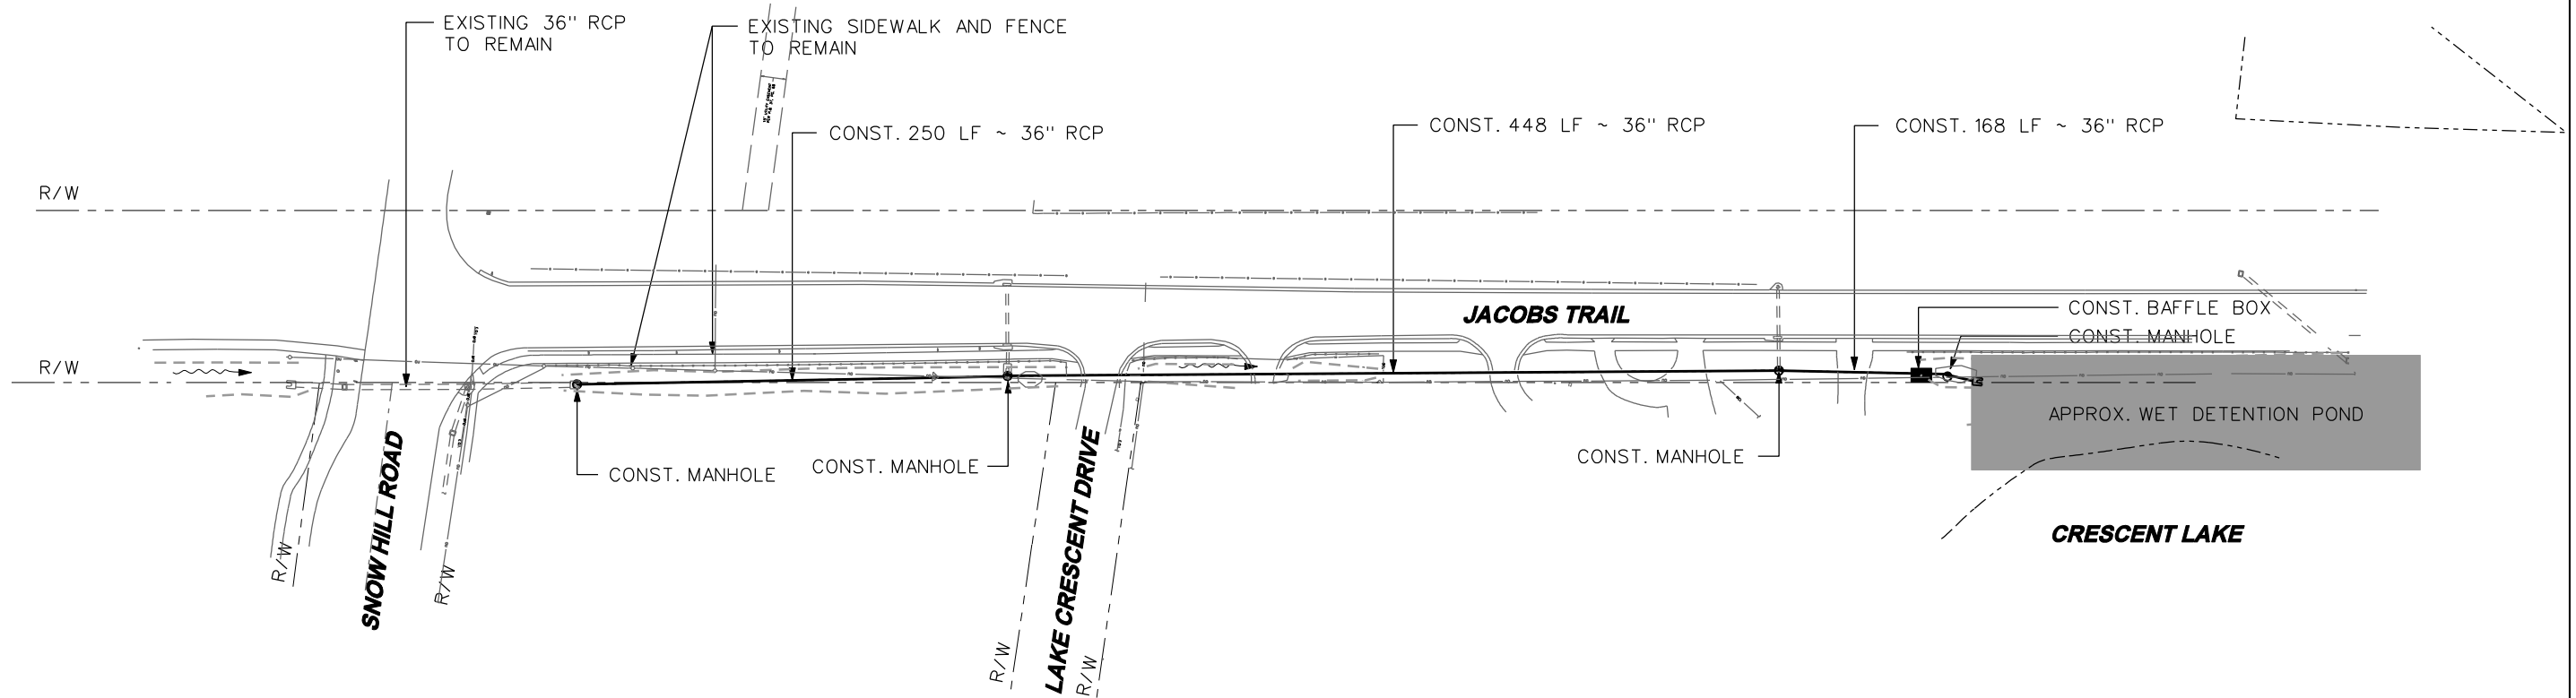 EXISTING 36" RCP
TO REMAIN
EXISTING SIDEWALK AND FENCE
TO REMAIN
CONST. 250 LF ~ 36" RCP
CONST. 448 LF ~ 36" RCP
CONST. 168 LF ~ 36" RCP
R/W
JACOBS TRAIL
CONST. BAFFLE BOX
CONST. MANHOLE
R/W
APPROX. WET DETENTION POND
CONST. MANHOLE
CONST. MANHOLE
CONST. MANHOLE
CRESCENT LAKE
R/W
SNOW HILL ROAD
R/W
R/W
LAKE CRESCENT DRIVE
R/W